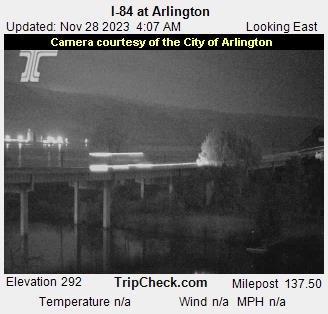 I-84 at Arlington
Updated: Nov 28 2023 4:07 AM Looking East
Camera courtesy of the City of Arlington
Elevation 292 TripCheck.com Milepost 137.50
Temperature n/a Wind n/a MPH n/a